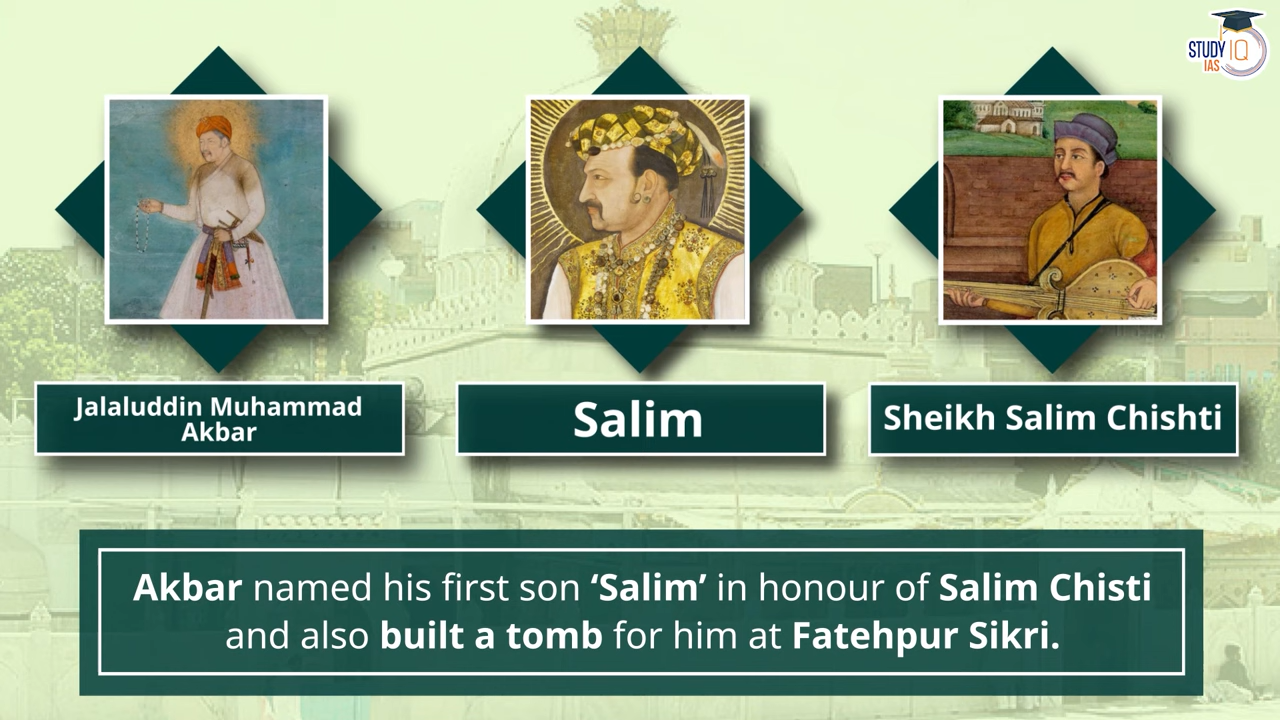 STUDY IQ
IAS
Jalaluddin Muhammad
Akbar
Salim
Sheikh Salim Chishti
Akbar named his first son ‘Salim’ in honour of Salim Chisti
and also built a tomb for him at Fatehpur Sikri.